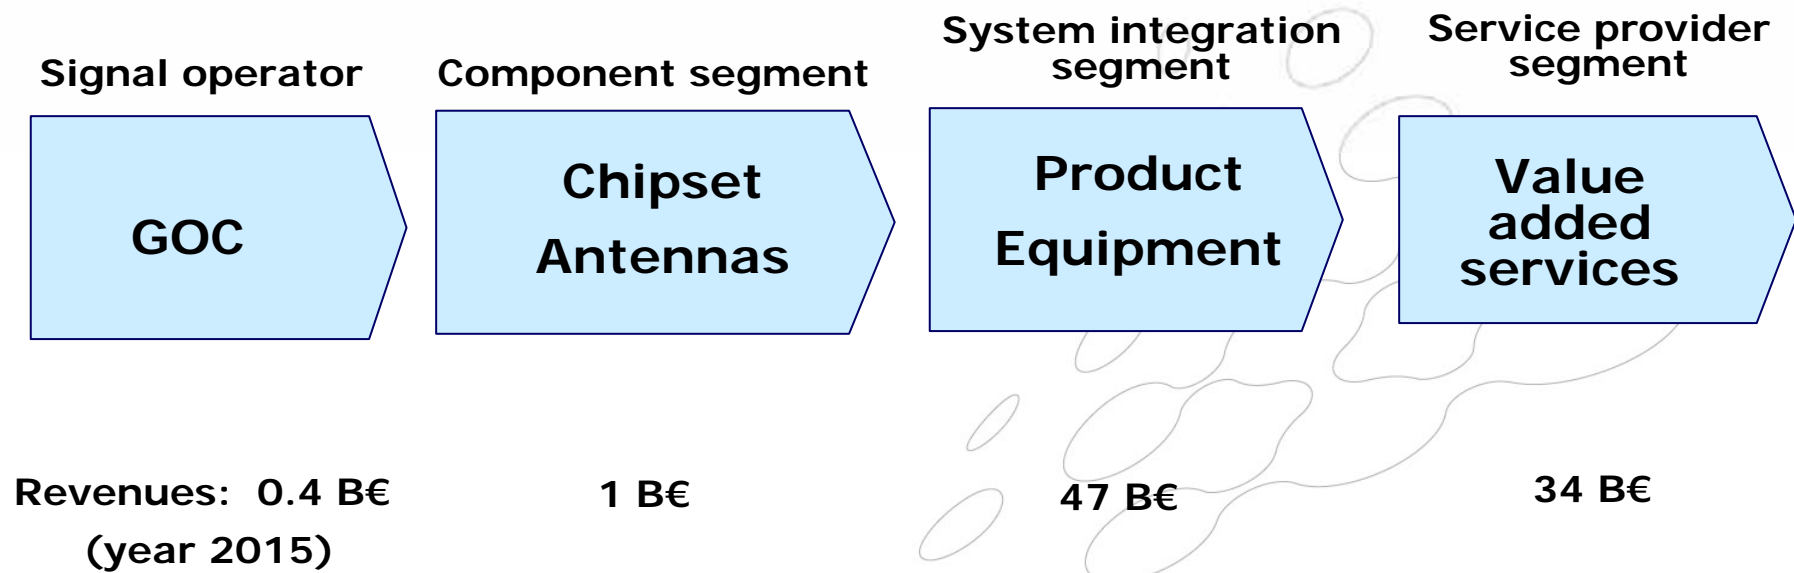 Signal operator
GOC
Revenues: 0.4 B€
(year 2015)
Component segment
Chipset
Antennas
1 B€
System integration
segment
Product
Equipment
47 B€
Service provider
segment
Value
added
services
34 B€